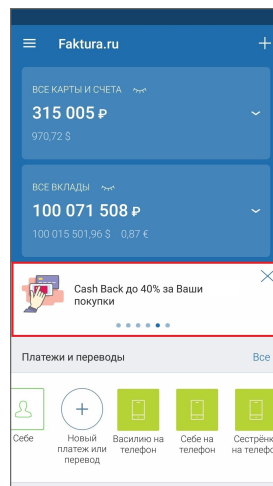 Faktura.ru
ВСЕ КАРТЫ И СЧЕТА
315 005 ₽
970,72 $
ВСЕ ВКЛАДЫ
100 071 508 ₽
100 015 501,96 $ 0,87 €
Cash Back до 40% за Ваши
покупки
Платежи и переводы
Все
Себе
Новый
платеж или
перевод
Василию на
телефон
Себе на
телефон
Сестрёнк
на телефо